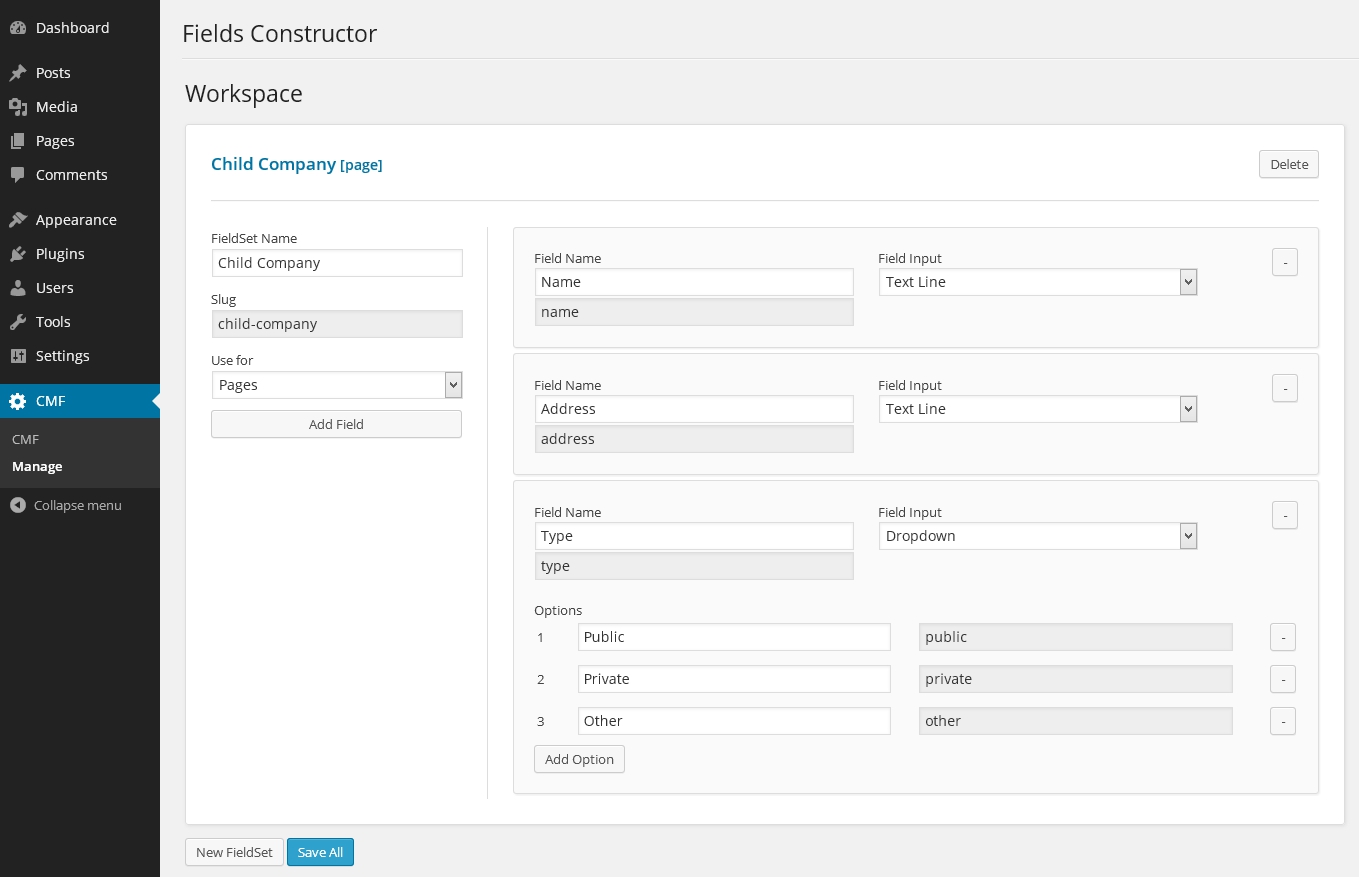 Dashboard
Posts
Media
Pages
Comments
Appearance
Plugins
Users
Tools
Settings
CMF
CMF
Manage
Collapse menu
Fields Constructor
Workspace
Child Company [page]
Delete
FieldSet Name
Child Company
Slug
child-company
Use for
Pages
Add Field
Field Name
Name
name
Field Input
Text Line
-
Field Name
Address
address
Field Input
Text Line
-
Field Name
Type
type
Field Input
Dropdown
-
Options
1 Public public -
2 Private private -
3 Other other -
Add Option
New FieldSet Save All